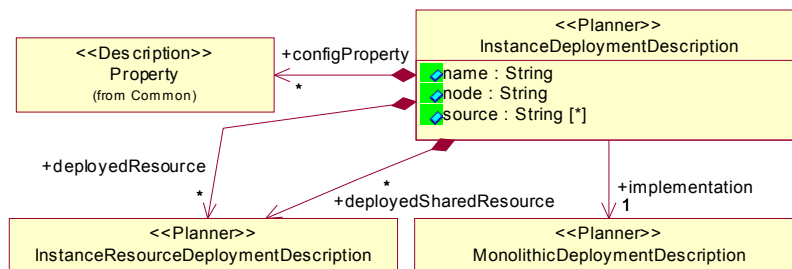 <<Planner>>
InstanceDeploymentDescription
<<Description>>
Property
(from Common)
+configProperty
*
name : String
node : String
source : String [*]
+deployedResource
*
*
+deployedSharedResource
+implementation
1
<<Planner>>
InstanceResourceDeploymentDescription
<<Planner>>
MonolithicDeploymentDescription